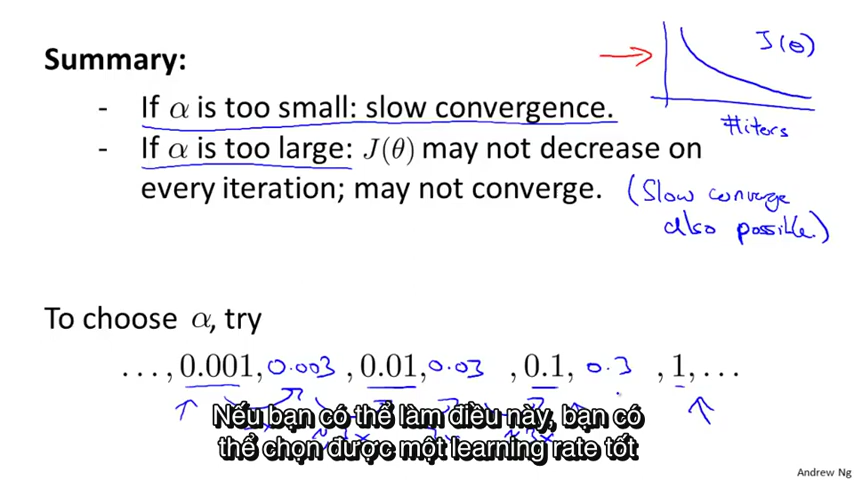 Summary:
- If α is too small: slow convergence.
- If α is too large: J(θ) may not decrease on
every iteration; may not converge. (Slow converge
also possible.)
J(θ)
#iters
To choose α, try
..., 0.001, 0.003, 0.01, 0.03, 0.1, 0.3, 1, ...
Nếu bạn có thể làm điều này, bạn có
thể chọn được một learning rate tốt
Andrew Ng